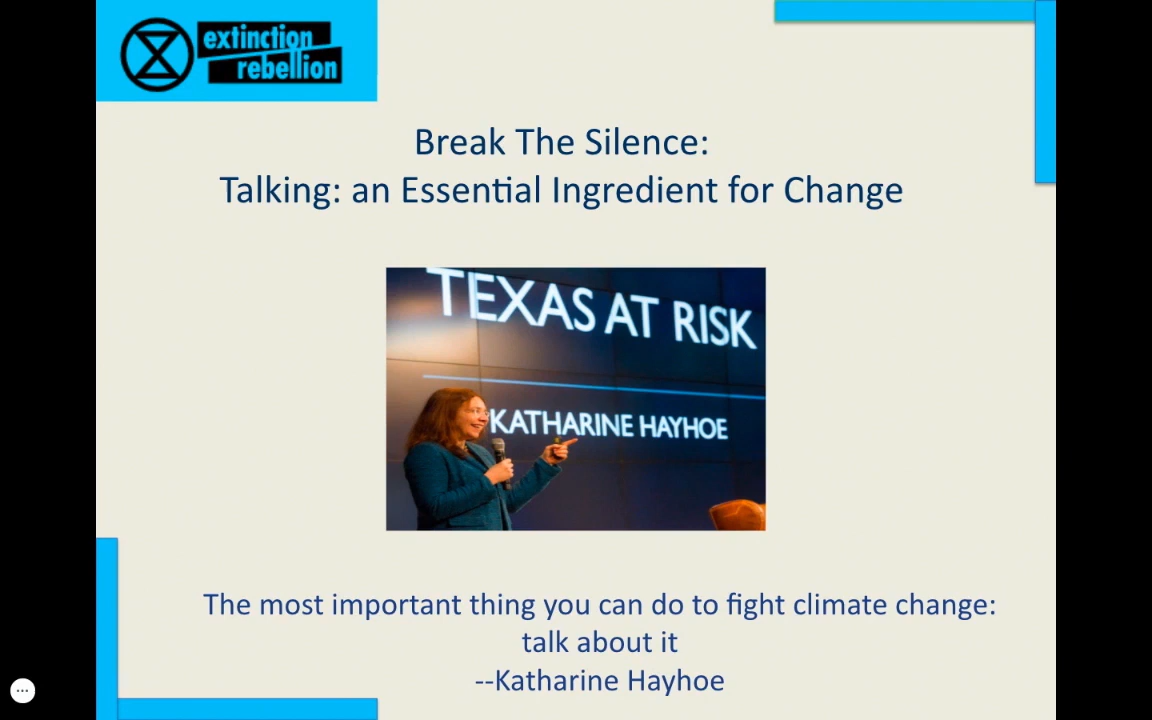 extinction
rebellion
Break The Silence:
Talking: an Essential Ingredient for Change
TEXAS AT RISK
KATHARINE HAYHOE
The most important thing you can do to fight climate change:
talk about it
--Katharine Hayhoe